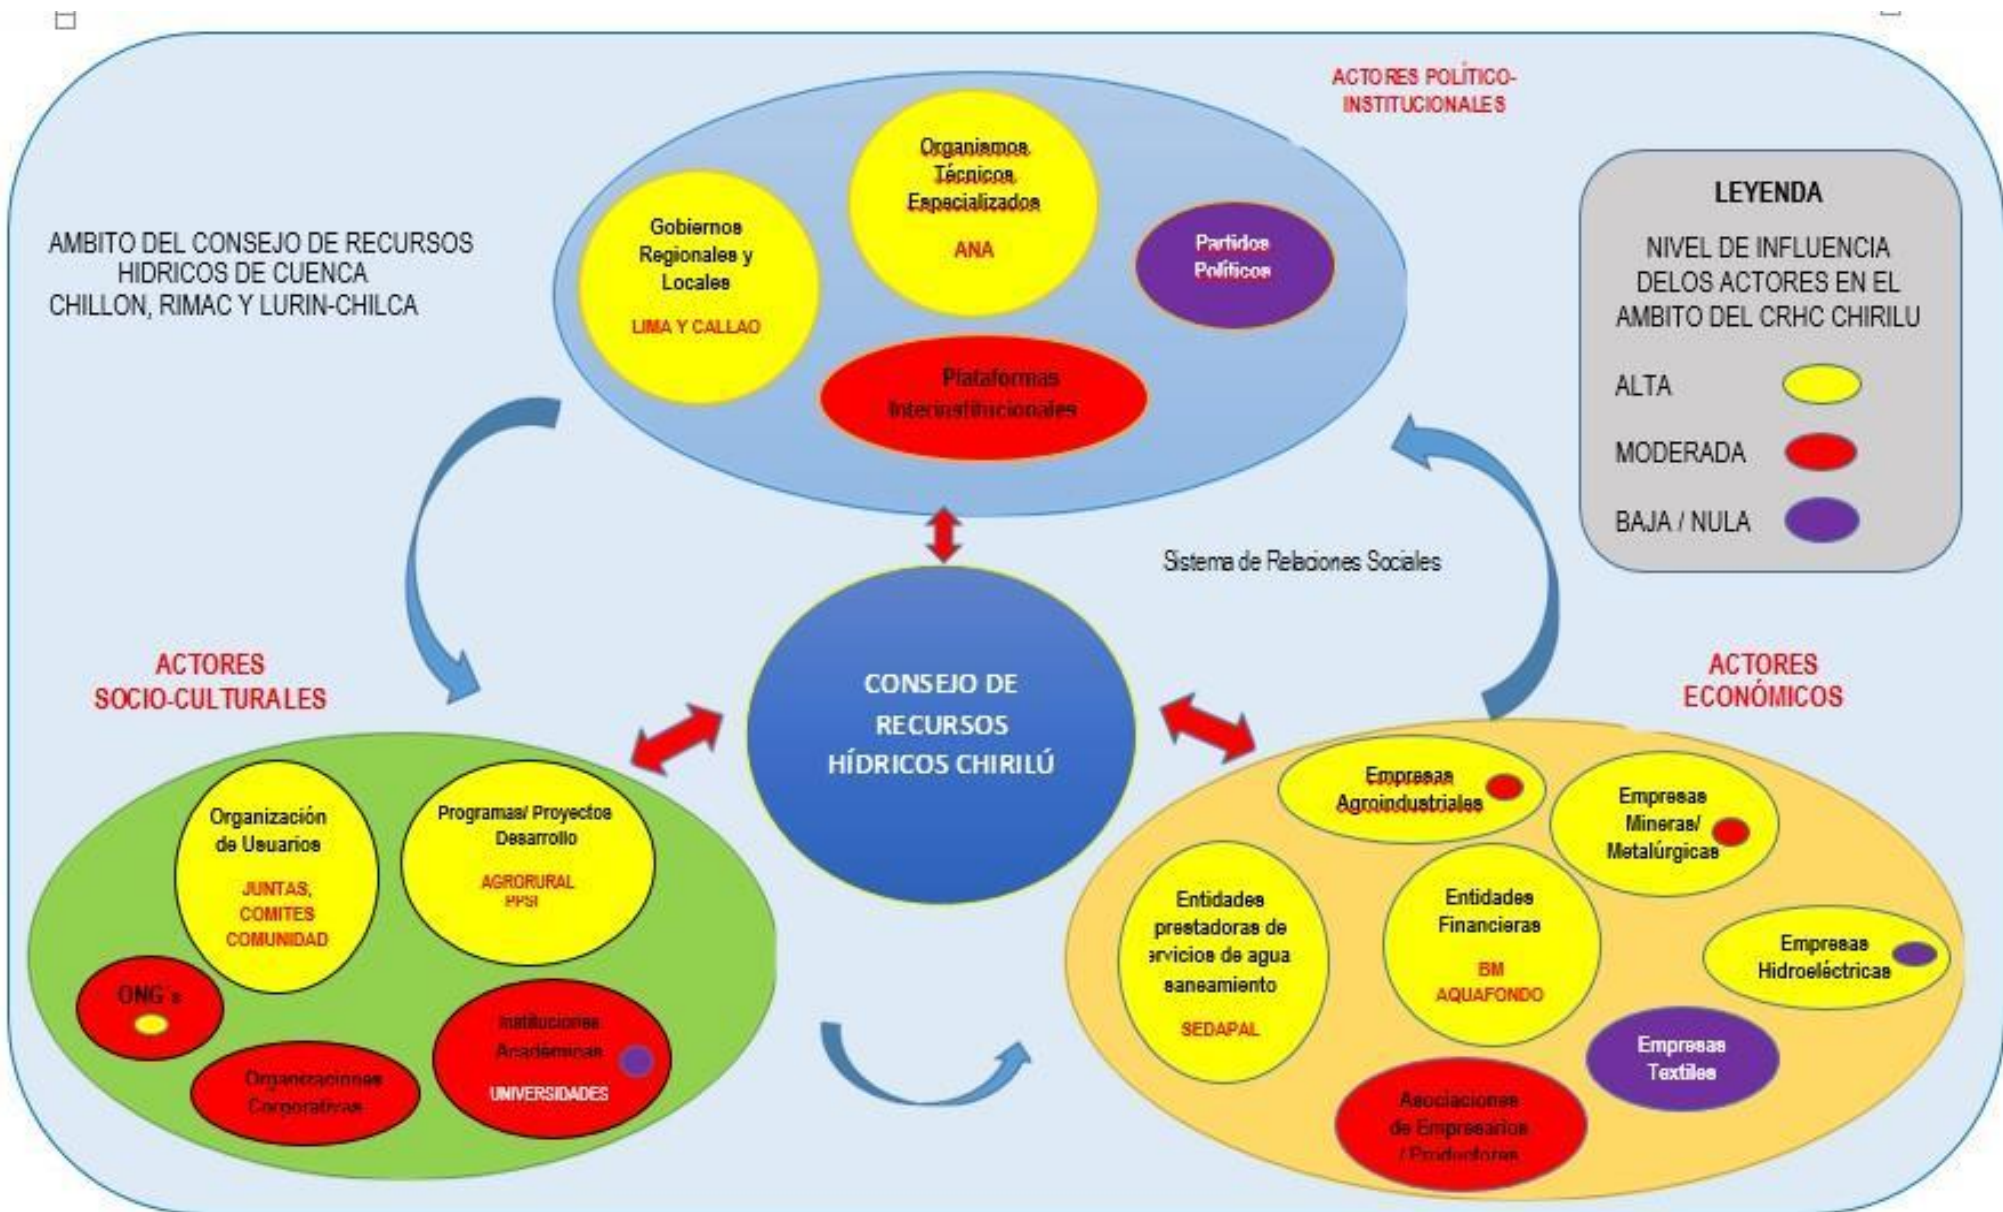 ACTORES POLÍTICO-
INSTITUCIONALES
AMBITO DEL CONSEJO DE RECURSOS
HIDRICOS DE CUENCA
CHILLON, RIMAC Y LURIN-CHILCA
Gobiernos
Regionales y
Locales
LIMA Y CALLAO
Organismos
Técnicos
Especializados
ANA
Partidos
Políticos
Plataformas
Interinstitucionales
LEYENDA
NIVEL DE INFLUENCIA
DELOS ACTORES EN EL
AMBITO DEL CRHC CHIRILU
ALTA
MODERADA
BAJA / NULA
Sistema de Relaciones Sociales
CONSEJO DE
RECURSOS
HÍDRICOS CHIRILÚ
ACTORES
SOCIO-CULTURALES
Organización
de Usuarios
JUNTAS,
COMITES
COMUNIDAD
Programas/ Proyectos
Desarrollo
AGRORURAL
PPSI
ONG´s
Organizaciones
Corporativas
Instituciones
Académicas
UNIVERSIDADES
ACTORES
ECONÓMICOS
Empresas
Agroindustriales
Empresas
Mineras/
Metalúrgicas
Entidades
prestadoras de
ervicios de agua
saneamiento
SEDAPAL
Entidades
Financieras
BM
AQUAFONDO
Empresas
Hidroeléctricas
Empresas
Textiles
Asociaciones
de Empresarios
/ Productores